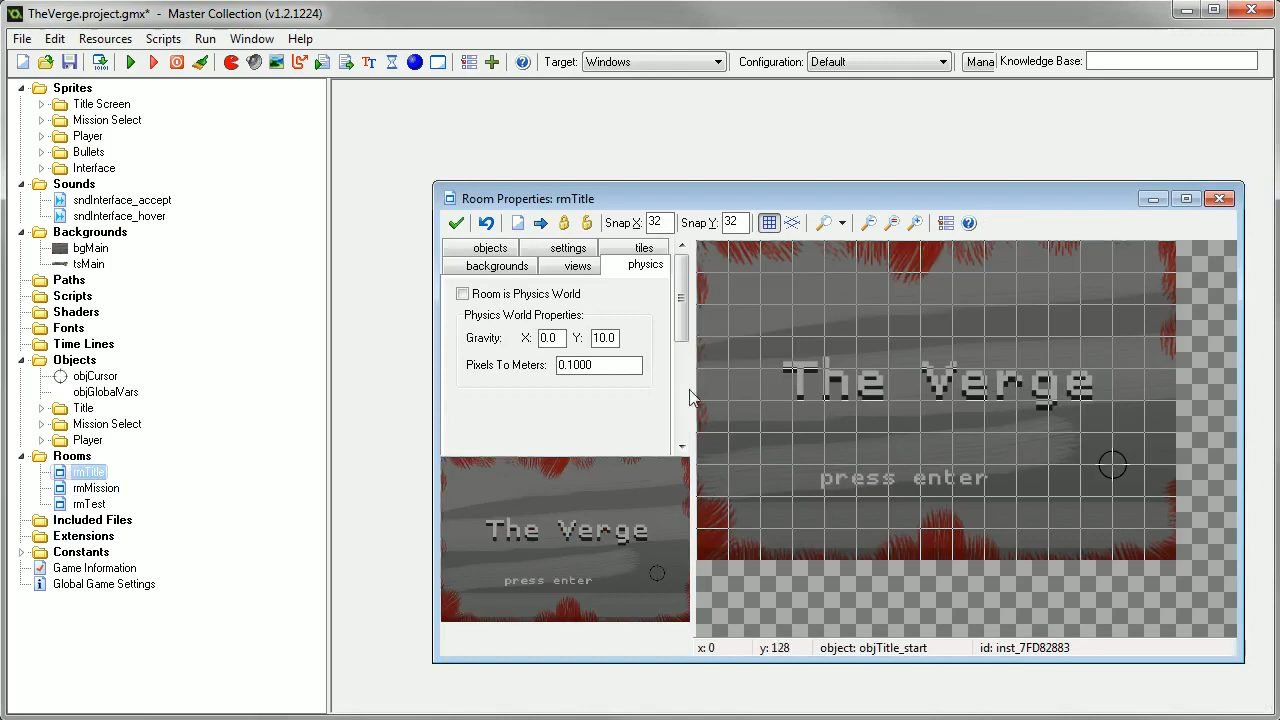 TheVerge.project.gmx* - Master Collection (v1.2.1224)
File Edit Resources Scripts Run Window Help
Target: Windows Configuration: Default Mana Knowledge Base:
Sprites
Title Screen
Mission Select
Player
Bullets
Interface
Sounds
sndInterface_accept
sndInterface_hover
Backgrounds
bgMain
tsMain
Paths
Scripts
Shaders
Fonts
Time Lines
Objects
objCursor
objGlobalVars
Title
Mission Select
Player
Rooms
rmTitle
rmMission
rmTest
Included Files
Extensions
Constants
Game Information
Global Game Settings
Room Properties: rmTitle
Snap X: 32 Snap Y: 32
objects settings tiles
backgrounds views physics
Room is Physics World
Physics World Properties:
Gravity: X: 0.0 Y: 10.0
Pixels To Meters: 0.1000
The Verge
press enter
The Verge
press enter
x: 0 y: 128 object: objTitle_start id: inst_7FD82883